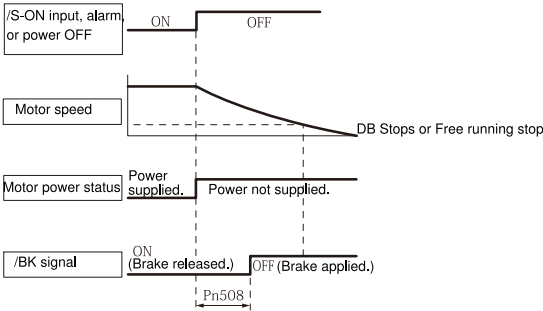 /S-ON input, alarm,
or power OFF
ON
OFF
Motor speed
DB Stops or Free running stop
Motor power status
Power
supplied.
Power not supplied.
/BK signal
ON
(Brake released.)
OFF (Brake applied.)
Pn508